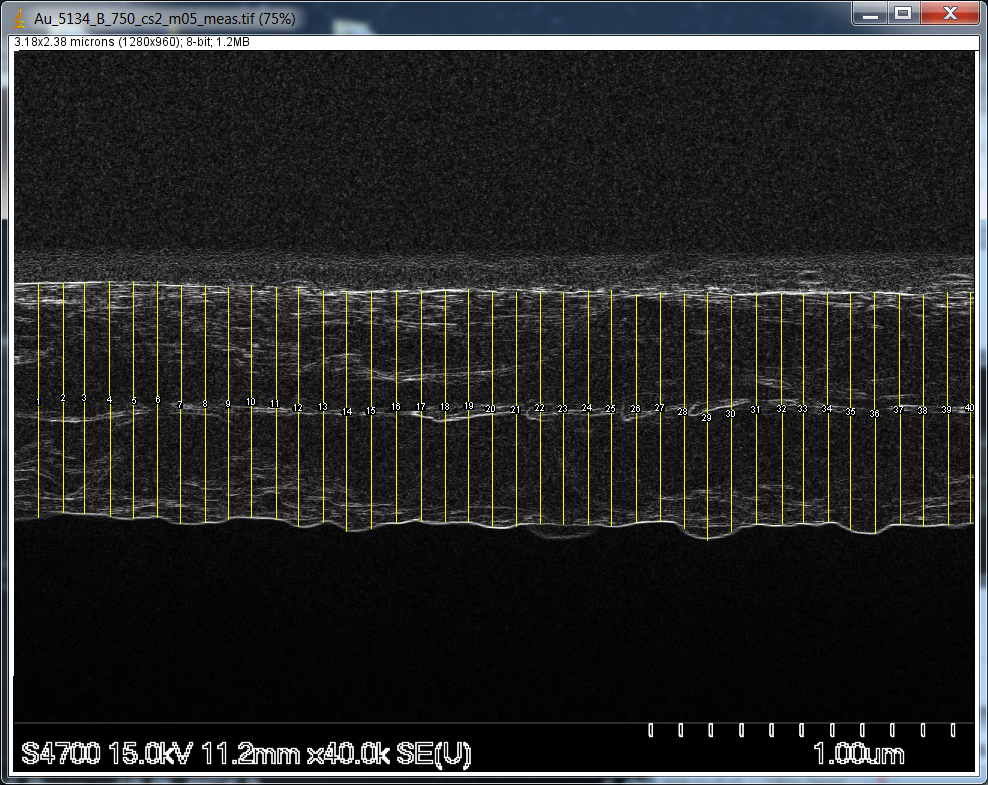 Au_5134_B_750_cs2_m05_meas.tif (75%)
3.18x2.38 microns (1280x960); 8-bit; 1.2MB
1 2 3 4 5 6 7 8 9 10 11 12 13 14 15 16 17 18 19 20 21 22 23 24 25 26 27 28 29 30 31 32 33 34 35 36 37 38 39 40
S4700 15.0kV 11.2mm x40.0k SE(U) 1.00um